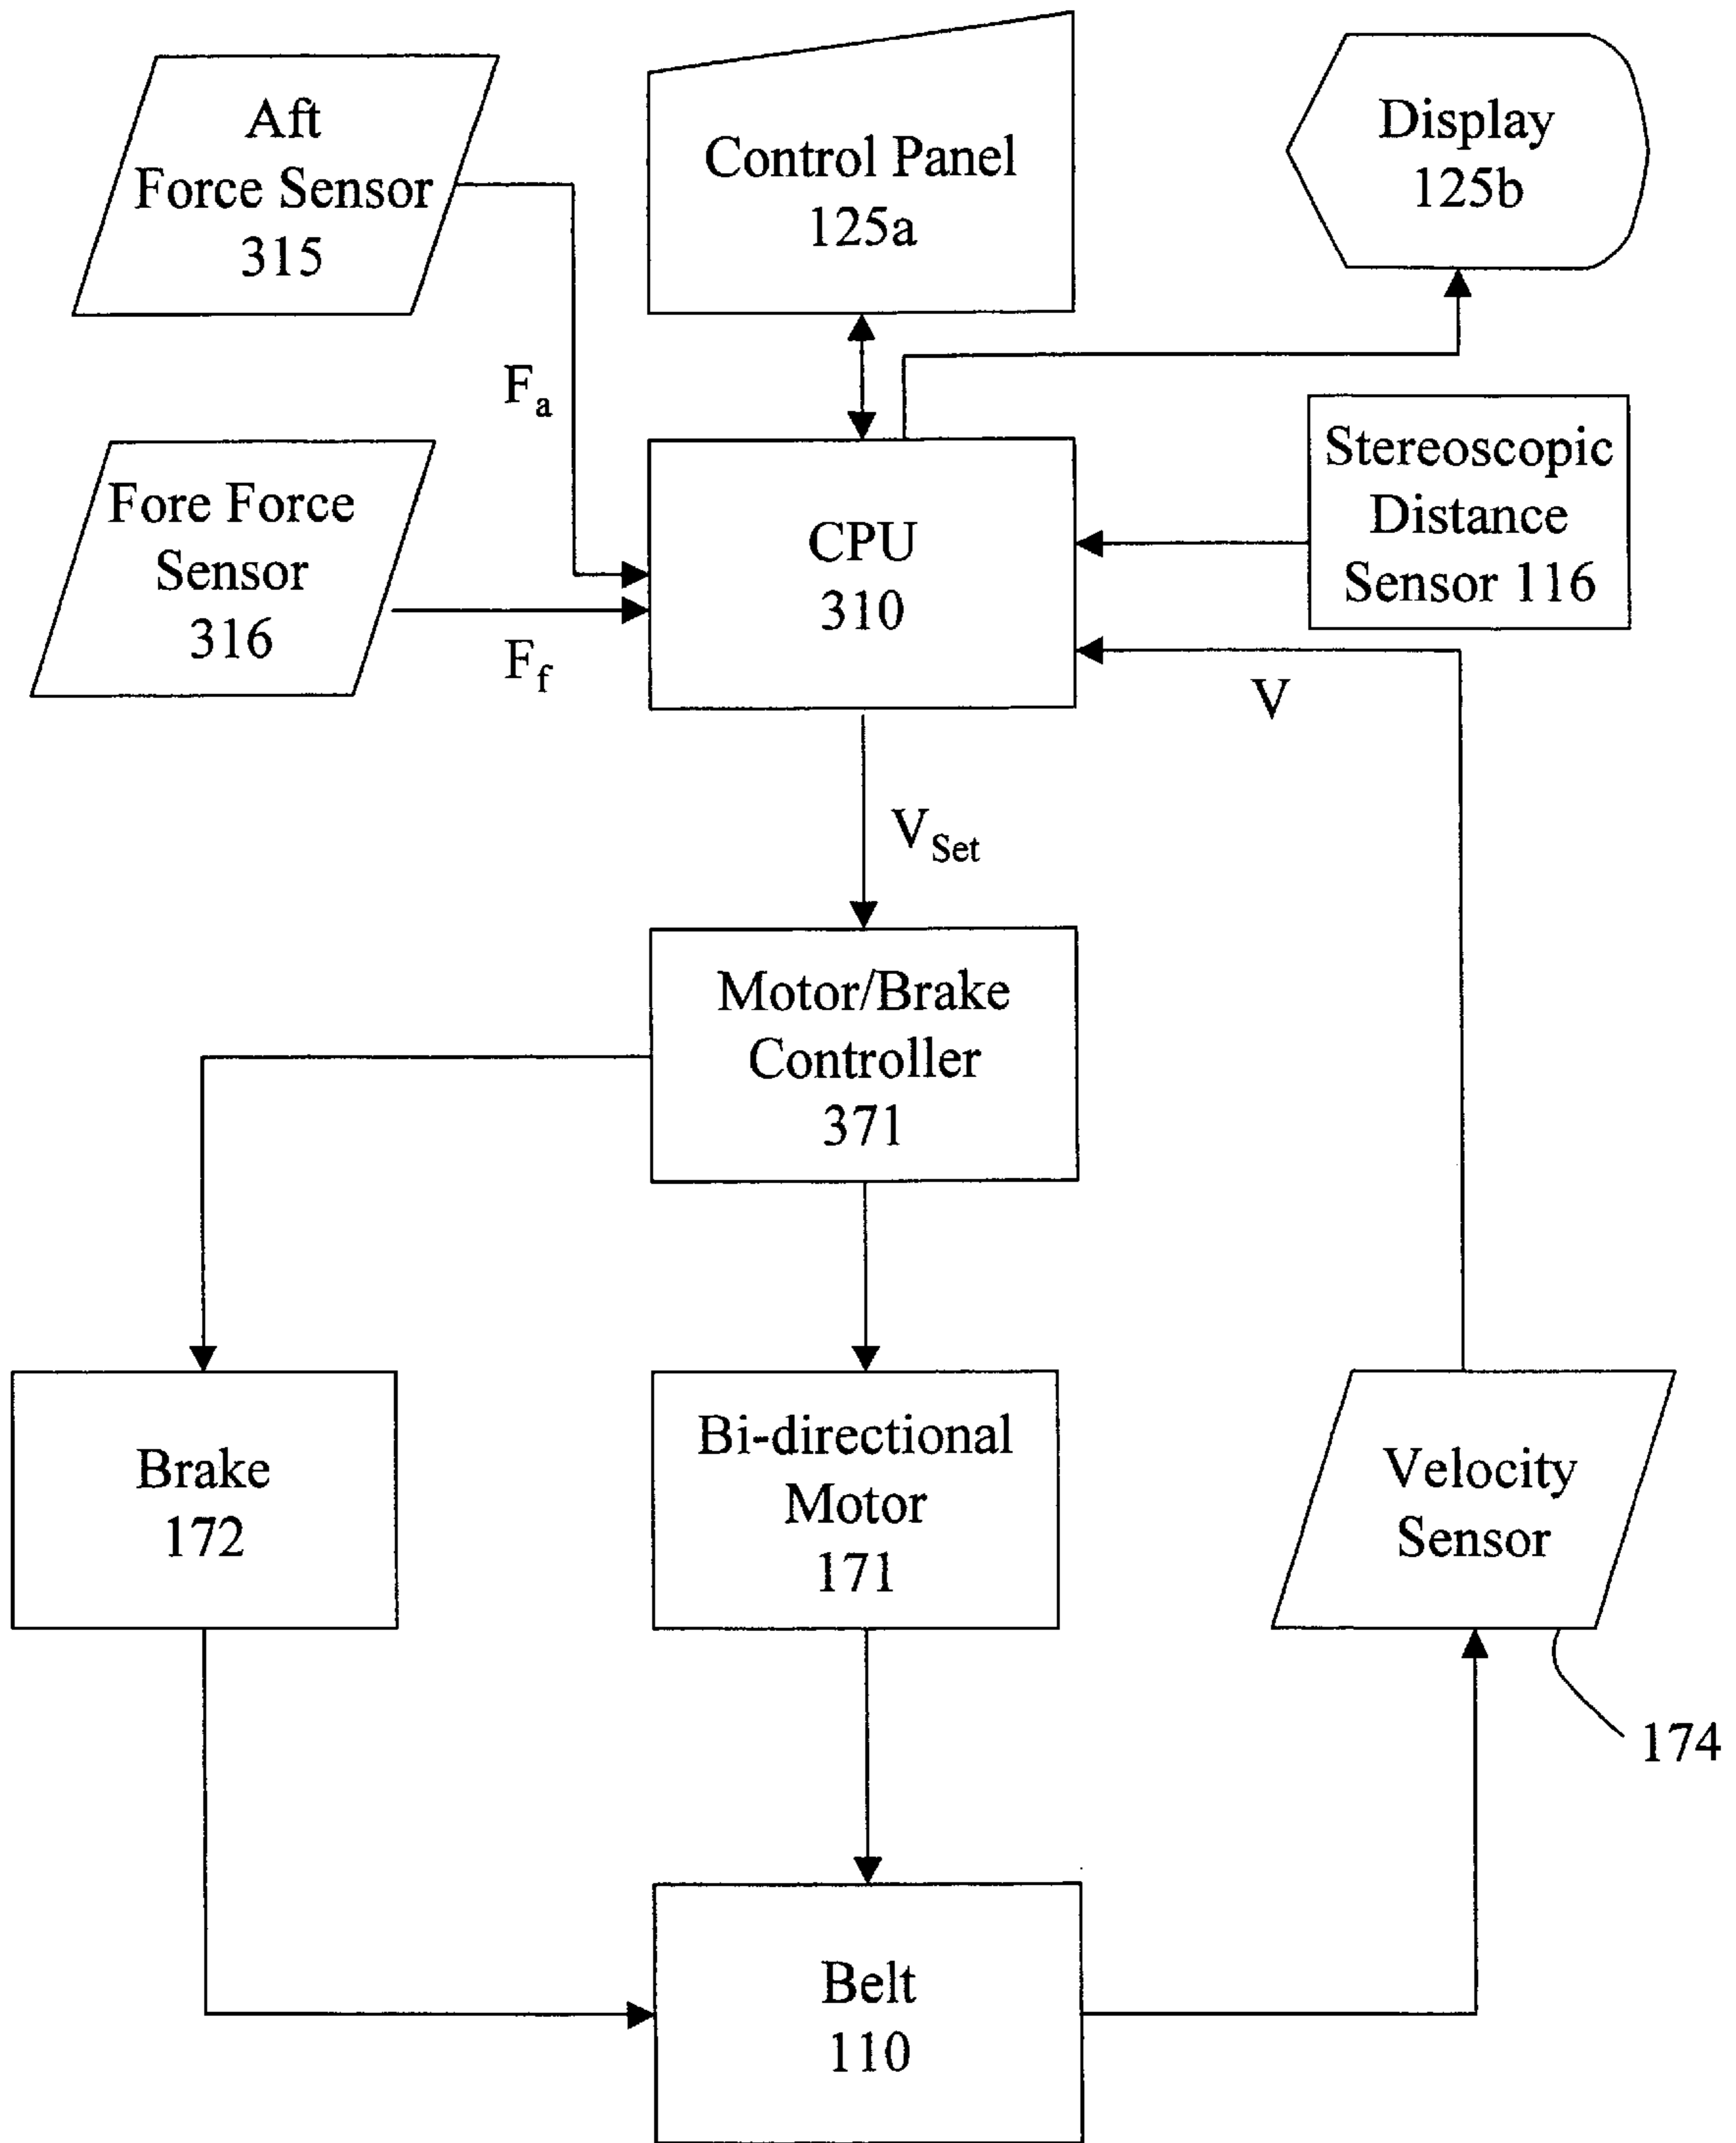 Aft
Force Sensor
315
Control Panel
125a
Display
125b
Fa
Fore Force
Sensor
316
Ff
CPU
310
Stereoscopic
Distance
Sensor 116
V
VSet
Motor/Brake
Controller
371
Brake
172
Bi-directional
Motor
171
Velocity
Sensor
174
Belt
110